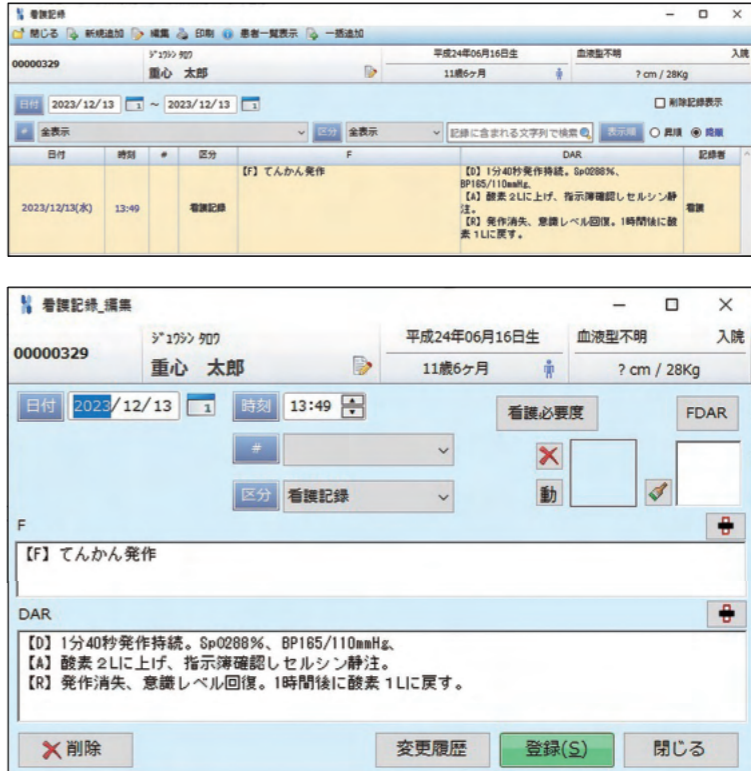 看護記録
閉じる 新規追加 編集 印刷 患者一覧表示 一括追加
00000329 ｼﾞｭｳｼﾝ ﾀﾛｳ 平成24年06月16日生 血液型不明 入院
重心 太郎 11歳6ヶ月 ? cm / 28Kg
日付 2023/12/13 1 ～ 2023/12/13 1 削除記録表示
# 全表示 区分 全表示 記録に含まれる文字列で検索 表示順 昇順 降順
日付 時刻 # 区分 F DAR 記録者
2023/12/13(水) 13:49 看護記録 【F】てんかん発作 【D】1分40秒発作持続。SpO288％、
BP165/110mmHg、
【A】酸素２Lに上げ、指示簿確認しセルシン静
注。
【R】発作消失、意識レベル回復。1時間後に酸
素１Lに戻す。
看護
看護記録_編集
00000329 ｼﾞｭｳｼﾝ ﾀﾛｳ 平成24年06月16日生 血液型不明 入院
重心 太郎 11歳6ヶ月 ? cm / 28Kg
日付 2023/12/13 1 時刻 13:49 看護必要度 FDAR
#
区分 看護記録 動
F
【F】てんかん発作
DAR
【D】1分40秒発作持続。SpO288％、BP165/110mmHg、
【A】酸素２Lに上げ、指示簿確認しセルシン静注。
【R】発作消失、意識レベル回復。1時間後に酸素１Lに戻す。
削除 変更履歴 登録(S) 閉じる